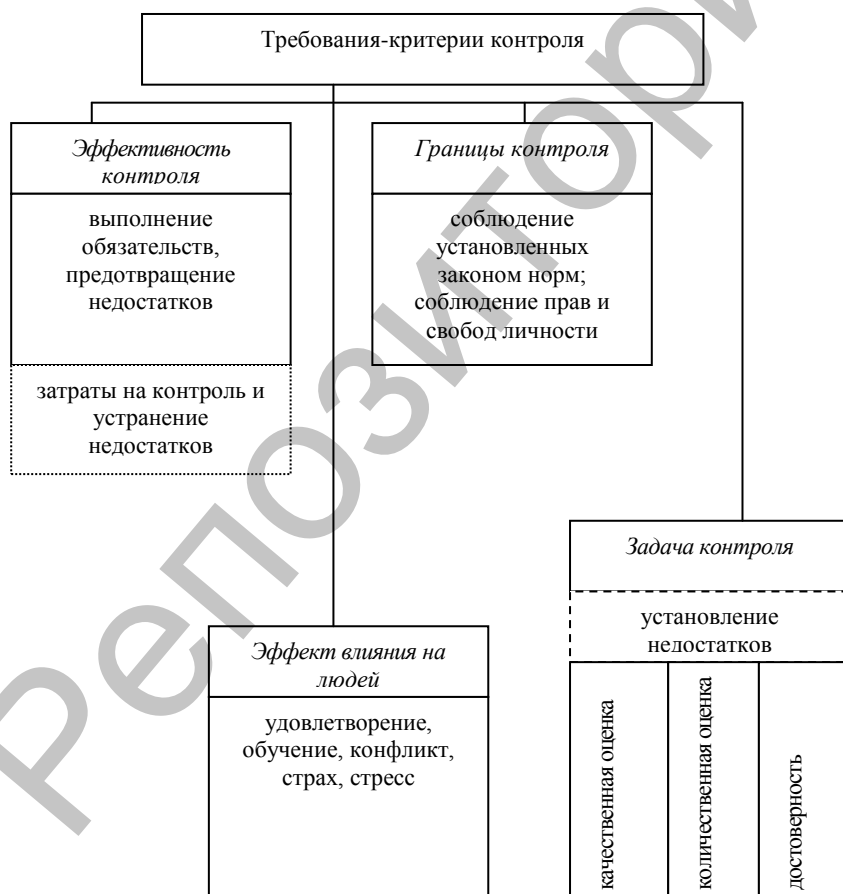 Требования-критерии контроля
Эффективность
контроля
выполнение
обязательств,
предотвращение
недостатков
затраты на контроль и
устранение
недостатков
Границы контроля
соблюдение
установленных
законом норм;
соблюдение прав и
свобод личности
Эффект влияния на
людей
удовлетворение,
обучение, конфликт,
страх, стресс
Задача контроля
установление
недостатков
качественная оценка
количественная оценка
достоверность